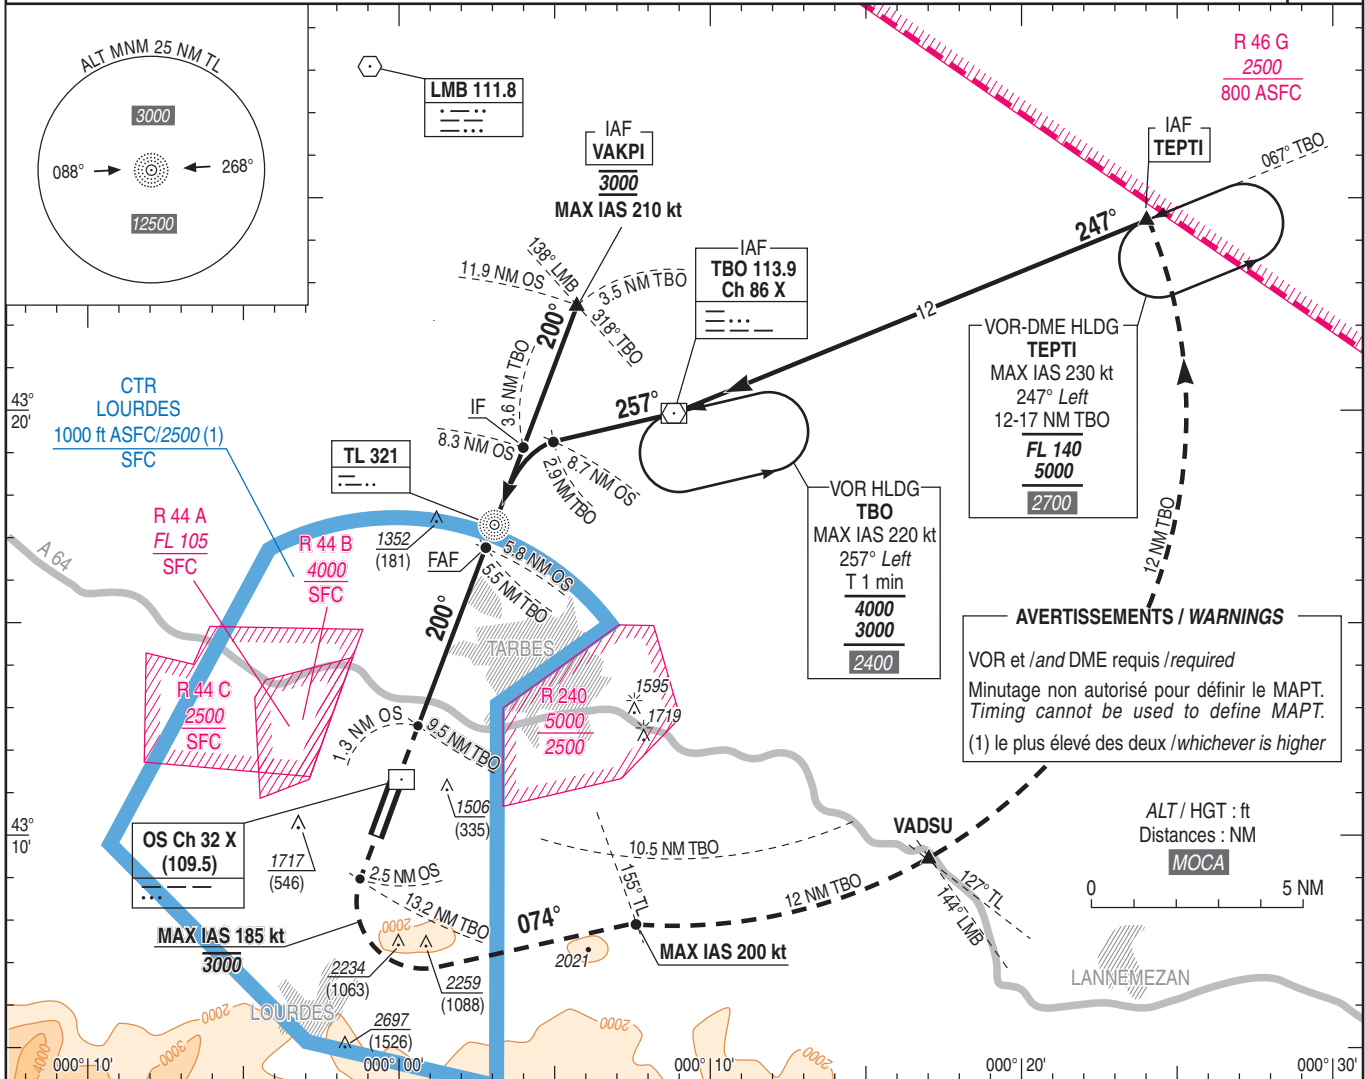 ALT MNM 25 NM TL
3000
088°
268°
12500
LMB 111.8
IAF
VAKPI
3000
MAX IAS 210 kt
R 46 G
2500
800 ASFC
IAF
TEPTI
067° TBO
247°
IAF
TBO 113.9
Ch 86 X
138° LMB
11.9 NM OS
3.5 NM TBO
318° TBO
200°
12
VOR-DME HLDG
TEPTI
MAX IAS 230 kt
247° Left
12-17 NM TBO
FL 140
5000
2700
3.6 NM TBO
IF
8.3 NM OS
257°
8.7 NM OS
2.9 NM TBO
43°
20'
CTR
LOURDES
1000 ft ASFC/2500 (1)
SFC
TL 321
VOR HLDG
TBO
MAX IAS 220 kt
257° Left
T 1 min
4000
3000
2400
12 NM TBO
R 44 A
FL 105
SFC
R 44 B
4000
SFC
A 64
1352
(181)
FAF
5.8 NM OS
5.5 NM TBO
200°
TARBES
AVERTISSEMENTS / WARNINGS
VOR et /and DME requis /required
Minutage non autorisé pour définir le MAPT.
Timing cannot be used to define MAPT.
(1) le plus élevé des deux /whichever is higher
R 44 C
2500
SFC
R 240
5000
2500
1595
1719
1.3 NM OS
9.5 NM TBO
OS Ch 32 X
(109.5)
1506
(335)
1717
(546)
43°
10'
VADSU
ALT / HGT : ft
Distances : NM
MOCA
0
5 NM
10.5 NM TBO
155° TL
127° TL
144° LMB
12 NM TBO
2.5 NM OS
13.2 NM TBO
074°
MAX IAS 185 kt
3000
MAX IAS 200 kt
2000
2234
(1063)
2259
(1088)
2021
LANNEMEZAN
LOURDES
2697
(1526)
2000
2000
2000
2000
3000
4000
000° 10'
000° 00'
000° 10'
000° 20'
000° 30'